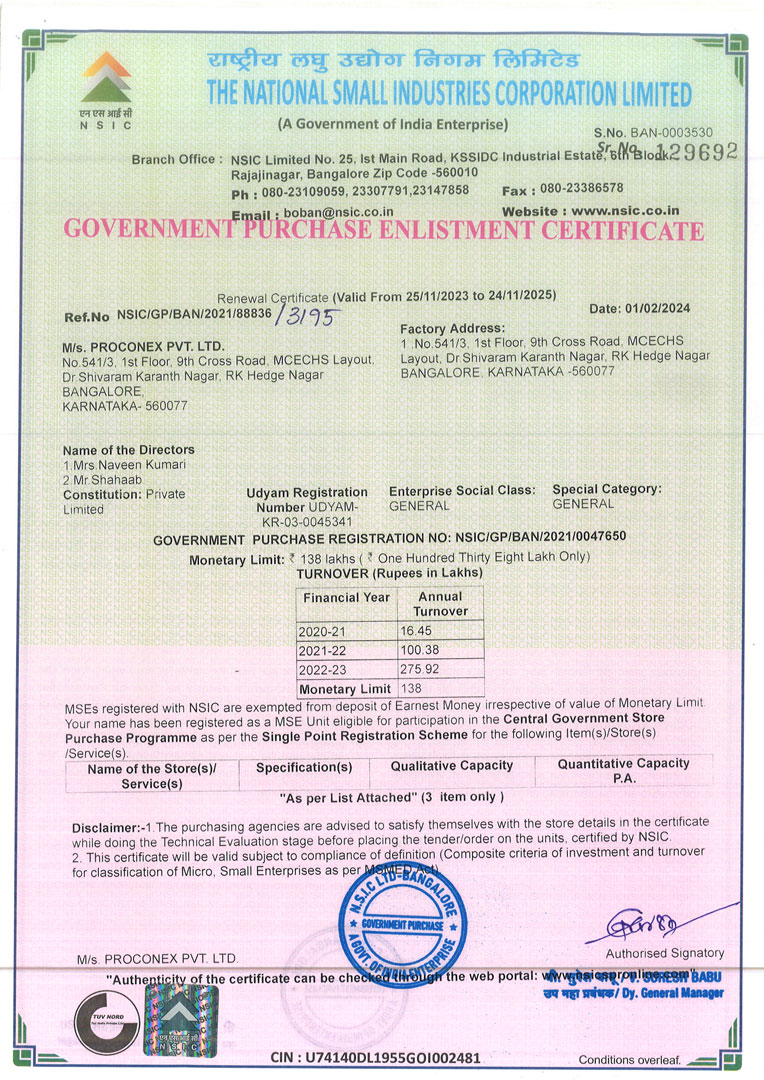 राष्ट्रीय लघु उद्योग निगम लिमिटेड
THE NATIONAL SMALL INDUSTRIES CORPORATION LIMITED
एन एस आई सी
N S I C
(A Government of India Enterprise)
S.No. BAN-0003530
Sr. No. 129692
Branch Office : NSIC Limited No. 25, Ist Main Road, KSSIDC Industrial Estate, 6th Block,
Rajajinagar, Bangalore Zip Code -560010
Ph : 080-23109059, 23307791,23147858 Fax : 080-23386578
Email : boban@nsic.co.in Website : www.nsic.co.in
GOVERNMENT PURCHASE ENLISTMENT CERTIFICATE
Renewal Certificate (Valid From 25/11/2023 to 24/11/2025)
Ref.No NSIC/GP/BAN/2021/88836 /3195 Date: 01/02/2024
M/s. PROCONEX PVT. LTD.
No.541/3, 1st Floor, 9th Cross Road, MCECHS Layout,
Dr Shivaram Karanth Nagar, RK Hedge Nagar
BANGALORE,
KARNATAKA- 560077
Factory Address:
1 .No.541/3, 1st Floor, 9th Cross Road, MCECHS
Layout, Dr Shivaram Karanth Nagar, RK Hedge Nagar
BANGALORE, KARNATAKA -560077
Name of the Directors
1.Mrs.Naveen Kumari
2.Mr.Shahaab
Constitution: Private
Limited
Udyam Registration
Number UDYAM-
KR-03-0045341
Enterprise Social Class:
GENERAL
Special Category:
GENERAL
GOVERNMENT PURCHASE REGISTRATION NO: NSIC/GP/BAN/2021/0047650
Monetary Limit: ₹ 138 lakhs ( ₹ One Hundred Thirty Eight Lakh Only)
TURNOVER (Rupees in Lakhs)
Financial Year Annual
Turnover
2020-21 16.45
2021-22 100.38
2022-23 275.92
Monetary Limit 138
MSEs registered with NSIC are exempted from deposit of Earnest Money irrespective of value of Monetary Limit.
Your name has been registered as a MSE Unit eligible for participation in the Central Government Store
Purchase Programme as per the Single Point Registration Scheme for the following Item(s)/Store(s)
/Service(s).
Name of the Store(s)/ Specification(s) Qualitative Capacity Quantitative Capacity
Service(s) P.A.
"As per List Attached" (3 item only )
Disclaimer:-1.The purchasing agencies are advised to satisfy themselves with the store details in the certificate
while doing the Technical Evaluation stage before placing the tender/order on the units, certified by NSIC.
2. This certificate will be valid subject to compliance of definition (Composite criteria of investment and turnover
for classification of Micro, Small Enterprises as per MSMED Act)
N.S.I.C LTD-BANGALORE
GOVERNMENT PURCHASE
A GOVT. OF INDIA ENTERPRISE
M/s. PROCONEX PVT. LTD.
Authorised Signatory
"Authenticity of the certificate can be checked through the web portal: www.nsicspronline.com"
SURESH BABU
उप महा प्रबंधक/ Dy. General Manager
TUV NORD
एन एस आई सी
N S I C
CIN : U74140DL1955GOI002481
Conditions overleaf.